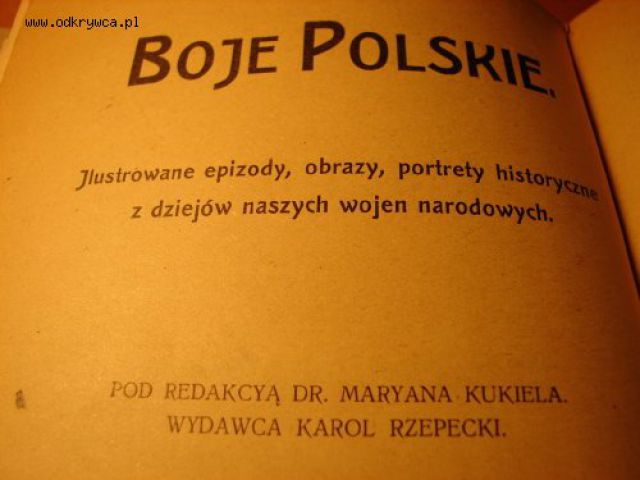 www.odkrywca.pl
BOJE POLSKIE.
Jlustrowane epizody, obrazy, portrety historyczne
z dziejów naszych wojen narodowych.
POD REDAKCYĄ DR. MARYANA KUKIELA.
WYDAWCA KAROL RZEPECKI.